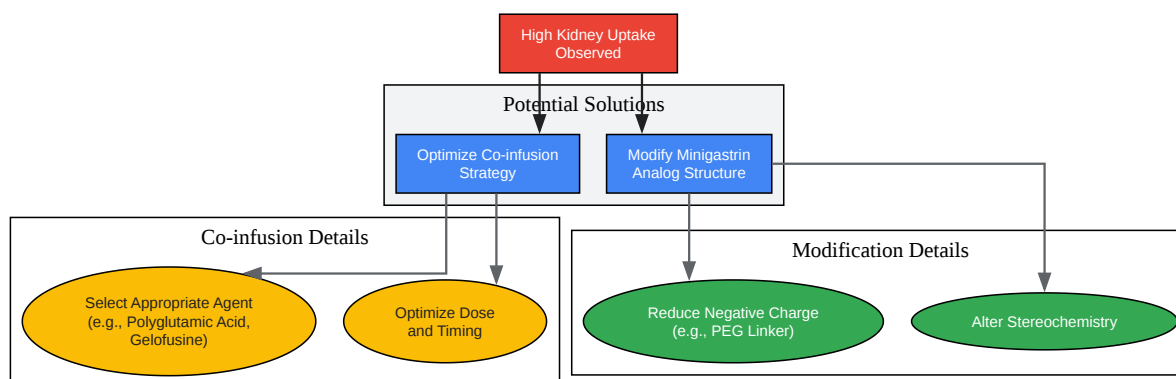 High Kidney Uptake
Observed
Potential Solutions
Optimize Co-infusion
Strategy
Modify Minigastrin
Analog Structure
Co-infusion Details
Modification Details
Select Appropriate Agent
(e.g., Polyglutamic Acid,
Gelofusine)
Optimize Dose
and Timing
Reduce Negative Charge
(e.g., PEG Linker)
Alter Stereochemistry